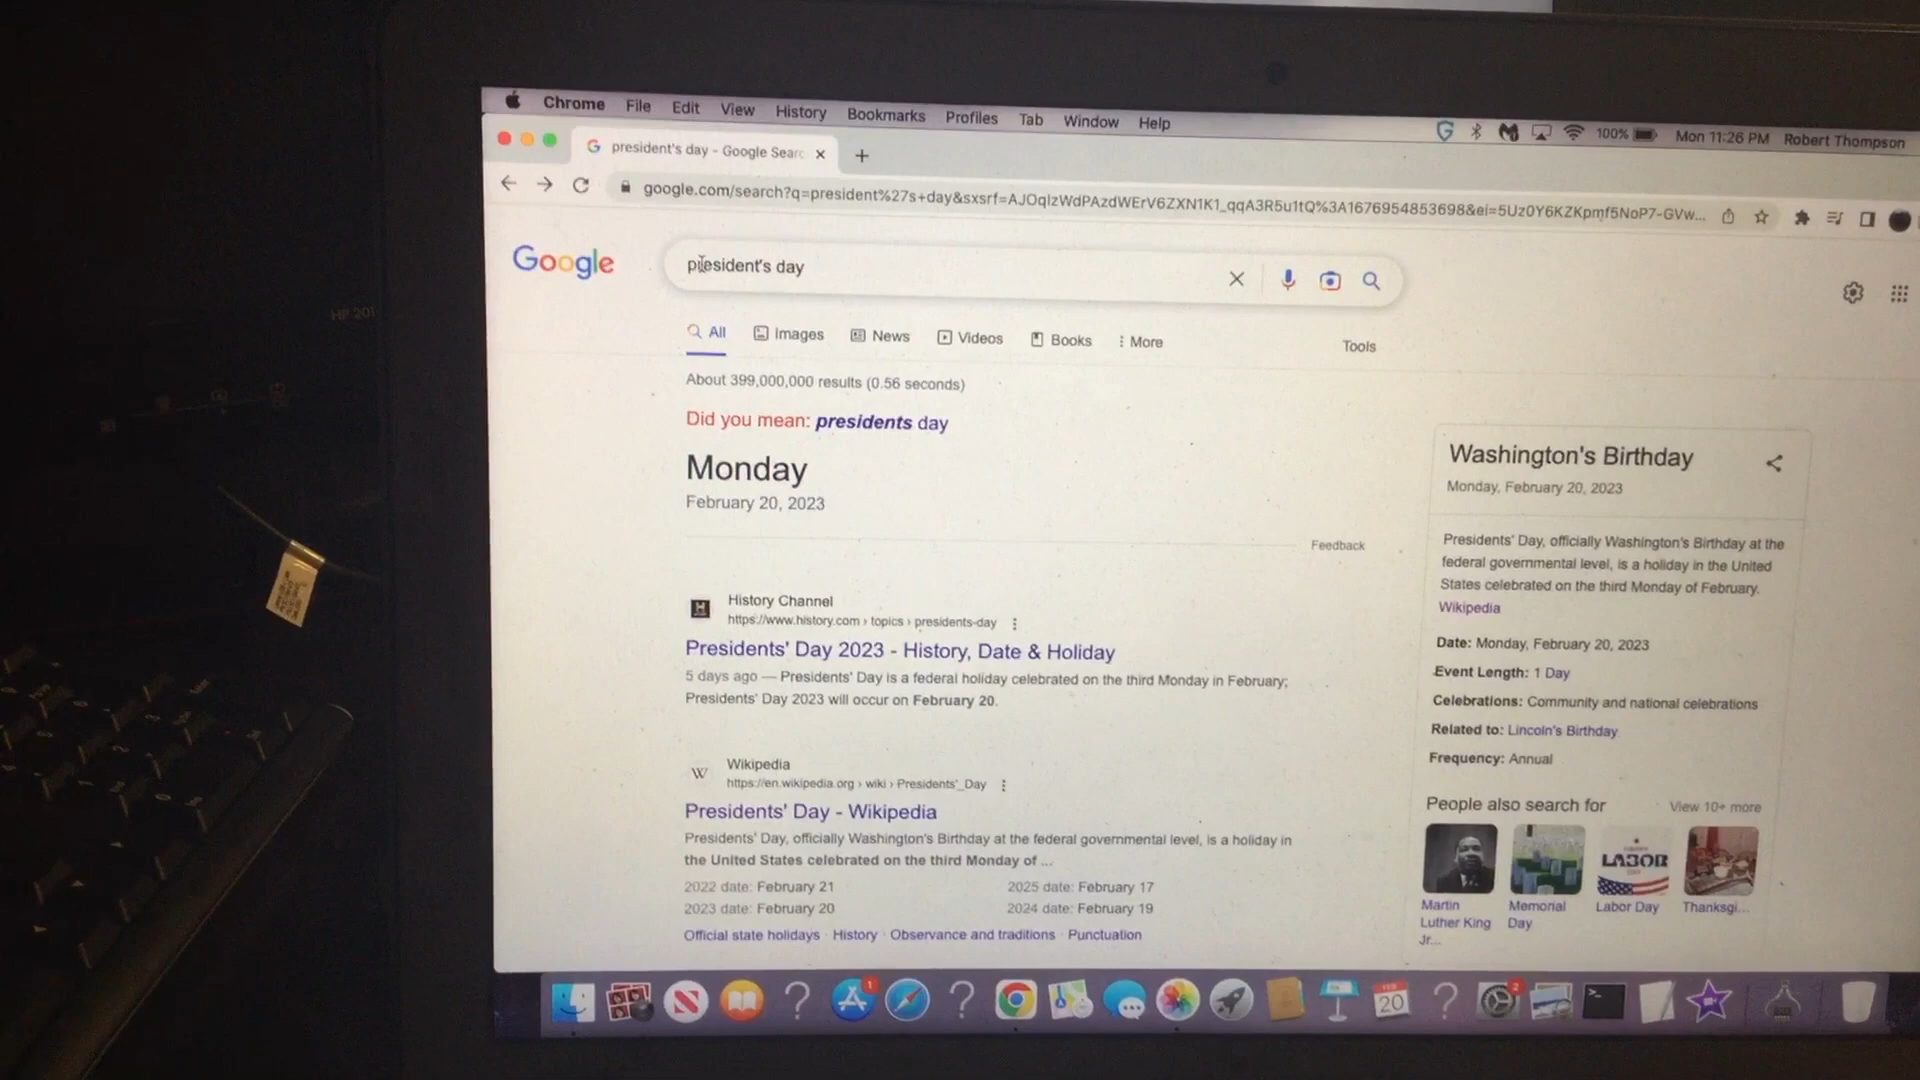 Chrome File Edit View History Bookmarks Profiles Tab Window Help
100% Mon 11:26 PM Robert Thompson
president's day - Google Searc
google.com/search?q=president%27s+day&sxsrf=AJOqlzWdPAzdWErV6ZXN1K1_qqA3R5u1tQ%3A1676954853698&ei=5Uz0Y6KZKpmf5NoP7-GVw...
HP 201
Google
president's day
All Images News Videos Books More
Tools
About 399,000,000 results (0.56 seconds)
Did you mean: presidents day
Monday
February 20, 2023
Feedback
History Channel
https://www.history.com › topics › presidents-day
Presidents' Day 2023 - History, Date & Holiday
5 days ago — Presidents' Day is a federal holiday celebrated on the third Monday in February;
Presidents' Day 2023 will occur on February 20.
W
Wikipedia
https://en.wikipedia.org › wiki › Presidents'_Day
Presidents' Day - Wikipedia
Presidents' Day, officially Washington's Birthday at the federal governmental level, is a holiday in
the United States celebrated on the third Monday of ...
2022 date: February 21
2025 date: February 17
2023 date: February 20
2024 date: February 19
Official state holidays · History · Observance and traditions · Punctuation
Washington's Birthday
Monday, February 20, 2023
Presidents' Day, officially Washington's Birthday at the
federal governmental level, is a holiday in the United
States celebrated on the third Monday of February.
Wikipedia
Date: Monday, February 20, 2023
Event Length: 1 Day
Celebrations: Community and national celebrations
Related to: Lincoln's Birthday
Frequency: Annual
People also search for
View 10+ more
LABOR
Martin
Luther King
Jr...
Memorial
Day
Labor Day
Thanksgi...
1
FEB
20
2